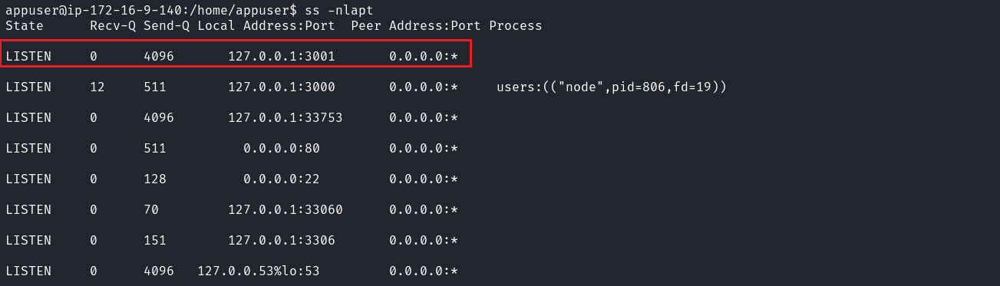 appuser@ip-172-16-9-140:/home/appuser$ ss -nlapt
State Recv-Q Send-Q Local Address:Port Peer Address:Port Process
LISTEN 0 4096 127.0.0.1:3001 0.0.0.0:*
LISTEN 12 511 127.0.0.1:3000 0.0.0.0:* users:(("node",pid=806,fd=19))
LISTEN 0 4096 127.0.0.1:33753 0.0.0.0:*
LISTEN 0 511 0.0.0.0:80 0.0.0.0:*
LISTEN 0 128 0.0.0.0:22 0.0.0.0:*
LISTEN 0 70 127.0.0.1:33060 0.0.0.0:*
LISTEN 0 151 127.0.0.1:3306 0.0.0.0:*
LISTEN 0 4096 127.0.0.53%lo:53 0.0.0.0:*